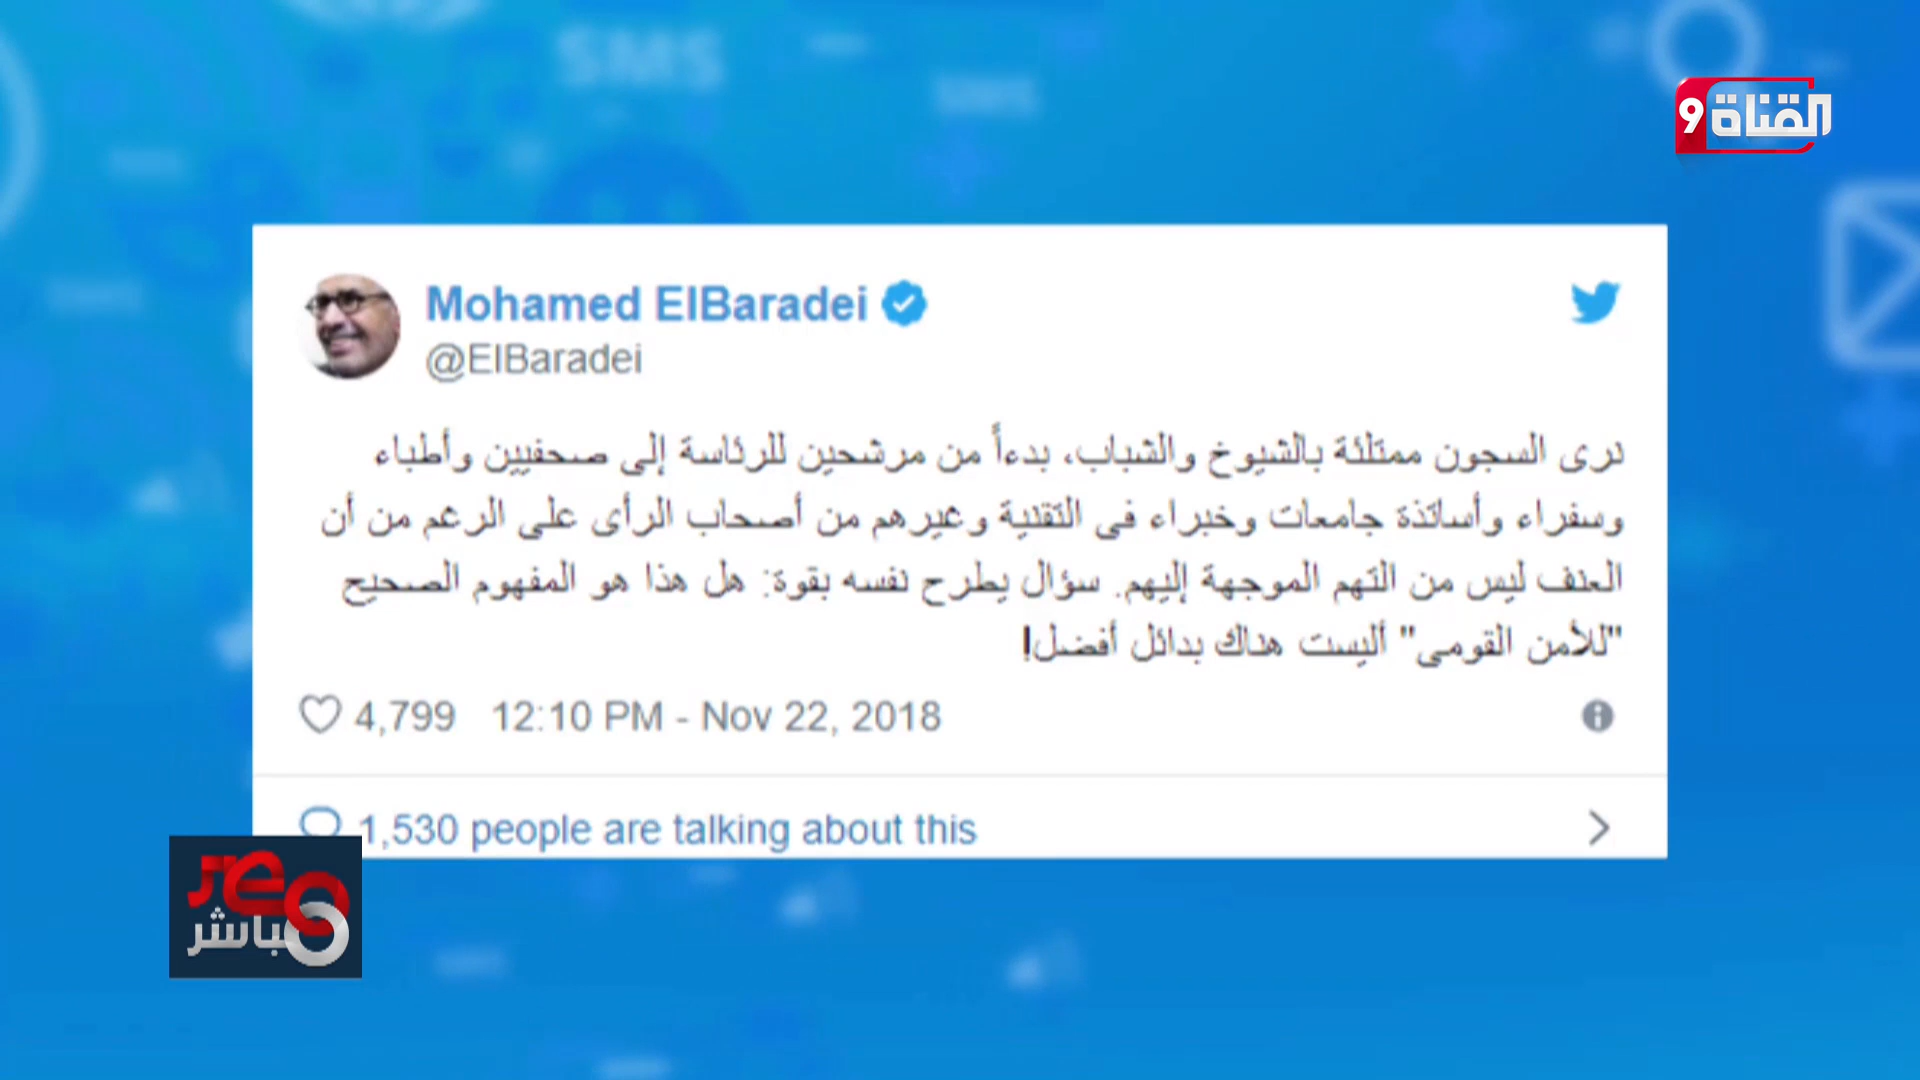 SMS
SMS
القناة 9
Mohamed ElBaradei
@ElBaradei
نرى السجون ممتلئة بالشيوخ والشباب، بدءاً من مرشحين للرئاسة إلى صحفيين وأطباء
وسفراء وأساتذة جامعات وخبراء فى التقنية وغيرهم من أصحاب الرأى على الرغم من أن
العنف ليس من التهم الموجهة إليهم. سؤال يطرح نفسه بقوة: هل هذا هو المفهوم الصحيح
"للأمن القومى" أليست هناك بدائل أفضل!
4,799 12:10 PM - Nov 22, 2018
1,530 people are talking about this
مصر
مباشر